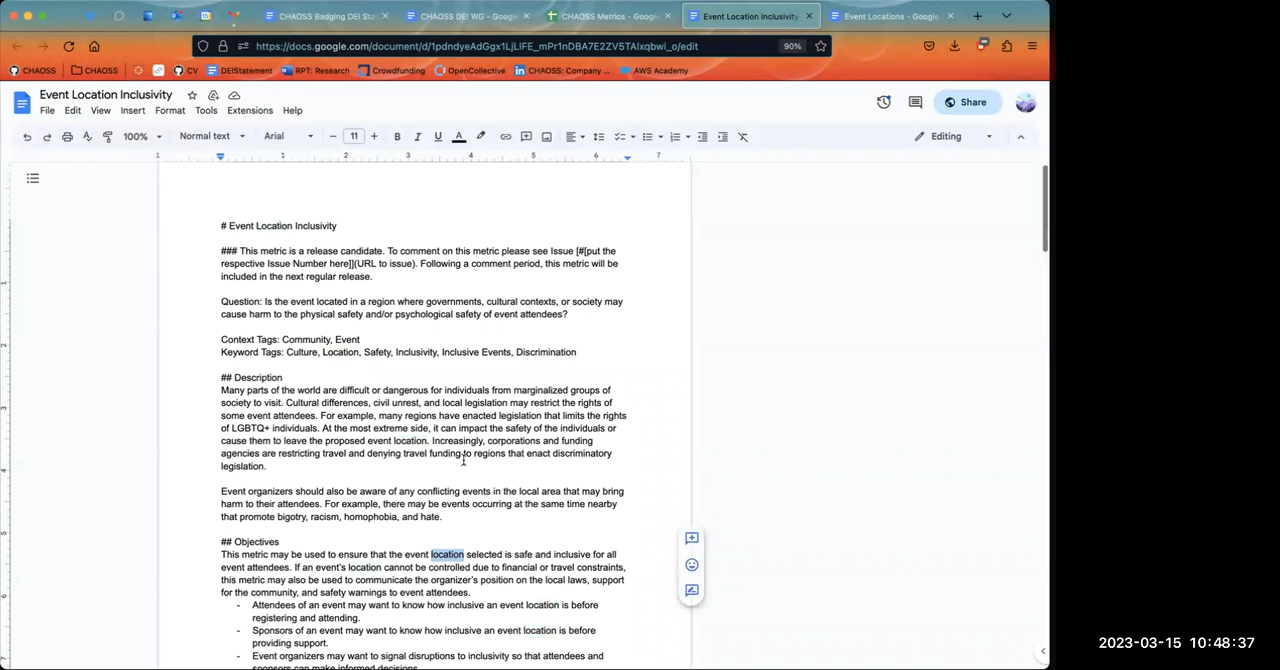 CHAOSS Badging DEI Sta
CHAOSS DEI WG - Google
CHAOSS Metrics - Google
Event Location Inclusivity
Event Locations - Google
https://docs.google.com/document/d/1pdndyeAdGgx1LjLIFE_mPr1nDBA7E2ZV5TAlxqbwi_o/edit
90%
CHAOSS
CHAOSS
CV
DEIStatement
RPT: Research
Crowdfunding
OpenCollective
CHAOSS: Company ...
AWS Academy
Event Location Inclusivity
File Edit View Insert Format Tools Extensions Help
Share
100%
Normal text
Arial
11
Editing
1 1 2 3 4 5 6 7
# Event Location Inclusivity
### This metric is a release candidate. To comment on this metric please see Issue [#[put the
respective Issue Number here]](URL to issue). Following a comment period, this metric will be
included in the next regular release.
Question: Is the event located in a region where governments, cultural contexts, or society may
cause harm to the physical safety and/or psychological safety of event attendees?
Context Tags: Community, Event
Keyword Tags: Culture, Location, Safety, Inclusivity, Inclusive Events, Discrimination
## Description
Many parts of the world are difficult or dangerous for individuals from marginalized groups of
society to visit. Cultural differences, civil unrest, and local legislation may restrict the rights of
some event attendees. For example, many regions have enacted legislation that limits the rights
of LGBTQ+ individuals. At the most extreme side, it can impact the safety of the individuals or
cause them to leave the proposed event location. Increasingly, corporations and funding
agencies are restricting travel and denying travel funding to regions that enact discriminatory
legislation.
Event organizers should also be aware of any conflicting events in the local area that may bring
harm to their attendees. For example, there may be events occurring at the same time nearby
that promote bigotry, racism, homophobia, and hate.
## Objectives
This metric may be used to ensure that the event location selected is safe and inclusive for all
event attendees. If an event's location cannot be controlled due to financial or travel constraints,
this metric may also be used to communicate the organizer's position on the local laws, support
for the community, and safety warnings to event attendees.
- Attendees of an event may want to know how inclusive an event location is before
registering and attending.
- Sponsors of an event may want to know how inclusive an event location is before
providing support.
- Event organizers may want to signal disruptions to inclusivity so that attendees and
sponsors can make informed decisions.
2023-03-15 10:48:37